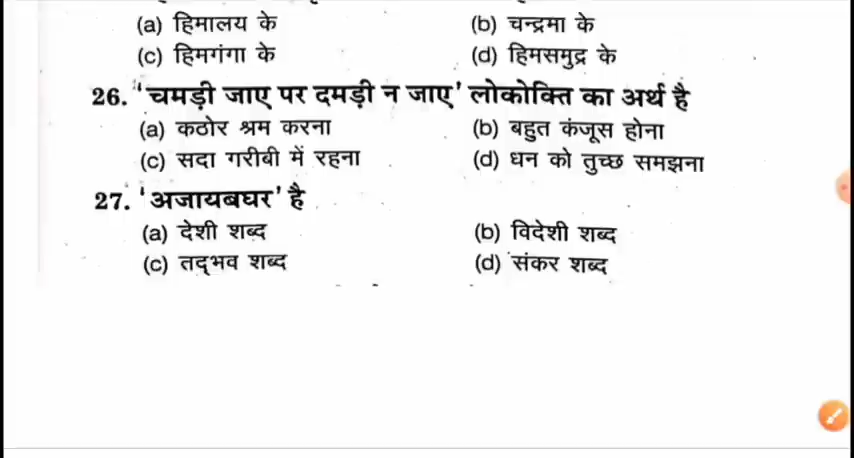 (a) हिमालय के (b) चन्द्रमा के
(c) हिमगंगा के (d) हिमसमुद्र के
26. 'चमड़ी जाए पर दमड़ी न जाए' लोकोक्ति का अर्थ है
(a) कठोर श्रम करना (b) बहुत कंजूस होना
(c) सदा गरीबी में रहना (d) धन को तुच्छ समझना
27. 'अजायबघर' है
(a) देशी शब्द (b) विदेशी शब्द
(c) तद्भव शब्द (d) संकर शब्द